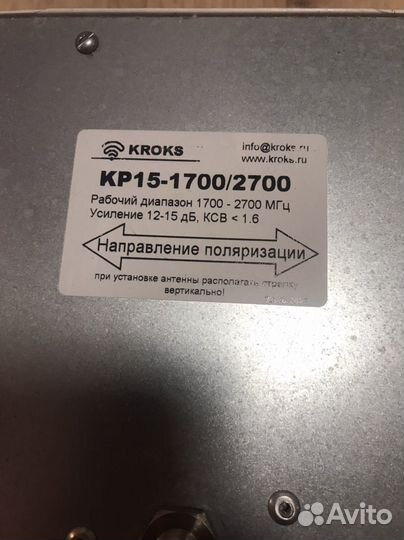 KROKS
info@kroks.ru
www.kroks.ru
KP15-1700/2700
Рабочий диапазон 1700 - 2700 МГц
Усиление 12-15 дБ, КСВ < 1.6
Направление поляризации
при установке антенны располагать стрелку
вертикально!
Avito